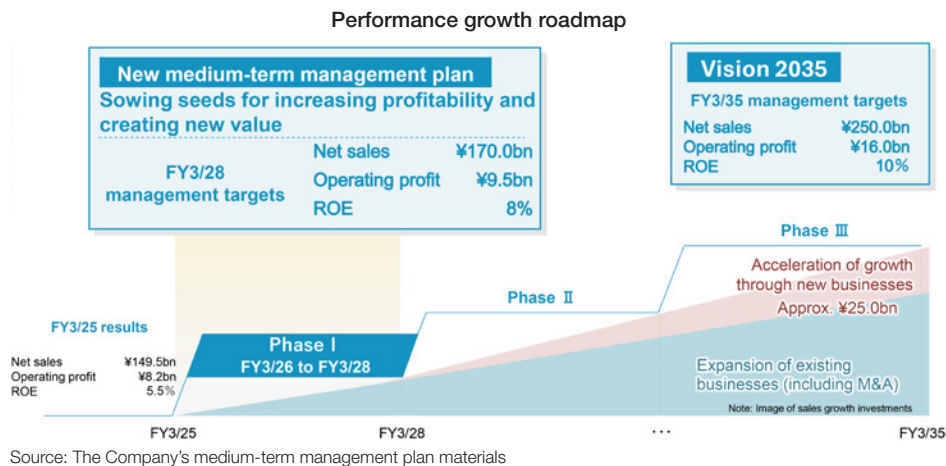 Performance growth roadmap
New medium-term management plan
Sowing seeds for increasing profitability and
creating new value
FY3/28
management targets
Net sales ¥170.0bn
Operating profit ¥9.5bn
ROE 8%
Vision 2035
FY3/35 management targets
Net sales ¥250.0bn
Operating profit ¥16.0bn
ROE 10%
Phase Ⅲ
Acceleration of growth
through new businesses
Approx. ¥25.0bn
Phase Ⅱ
FY3/25 results
Net sales ¥149.5bn
Operating profit ¥8.2bn
ROE 5.5%
Phase Ⅰ
FY3/26 to FY3/28
Expansion of existing
businesses (including M&A)
Note: Image of sales growth investments
FY3/25 FY3/28 ... FY3/35
Source: The Company's medium-term management plan materials